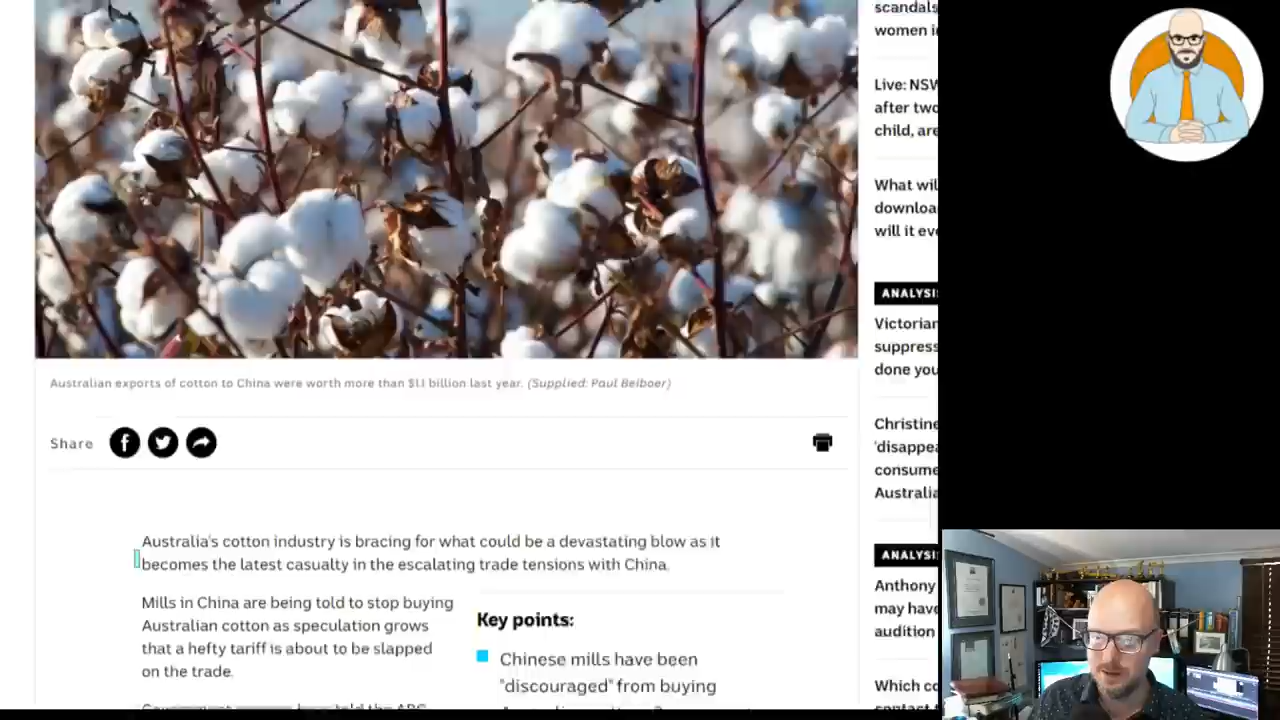 scandals
women i
Live: NSW
after two
child, are
What wil
downloa
will it eve
ANALYSI
Victorian
suppress
done you
Christine
'disappea
consume
Australia
ANALYSI
Anthony
may have
audition
Which co
Australian exports of cotton to China were worth more than $1.1 billion last year. (Supplied: Paul Beiboer)
Share
Australia's cotton industry is bracing for what could be a devastating blow as it
becomes the latest casualty in the escalating trade tensions with China.
Mills in China are being told to stop buying
Australian cotton as speculation grows
that a hefty tariff is about to be slapped
on the trade.
Key points:
Chinese mills have been
"discouraged" from buying